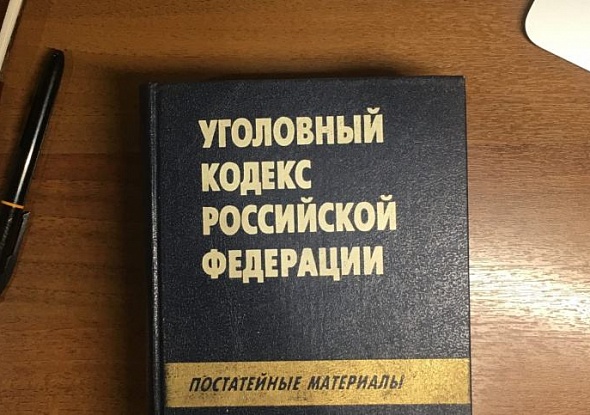 УГОЛОВНЫЙ
КОДЕКС
РОССИЙСКОЙ
ФЕДЕРАЦИИ
ПОСТАТЕЙНЫЕ МАТЕРИАЛЫ